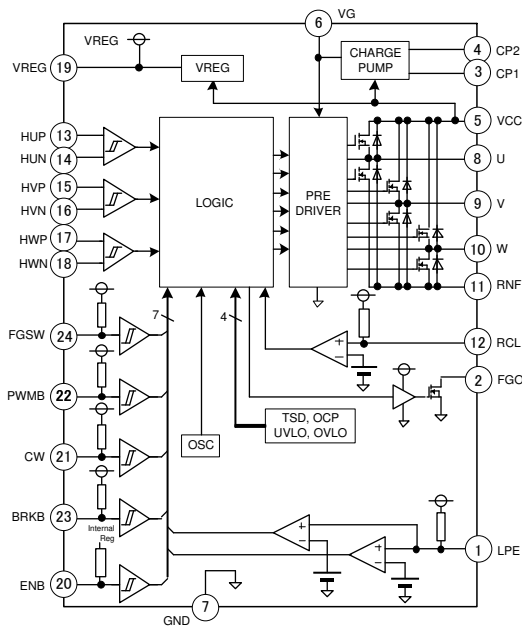 VG
6
VREG
VREG
19
VREG
CHARGE
PUMP
4
CP2
3
CP1
5
VCC
HUP
13
HUN
14
HVP
15
HVN
16
HWP
17
HWN
18
LOGIC
PRE
DRIVER
8
U
9
V
10
W
11
RNF
7
4
+
−
12
RCL
FGSW
24
2
FGO
PWMB
22
OSC
TSD, OCP
UVLO, OVLO
CW
21
BRKB
23
Internal
Reg
+
−
+
−
1
LPE
ENB
20
7
GND